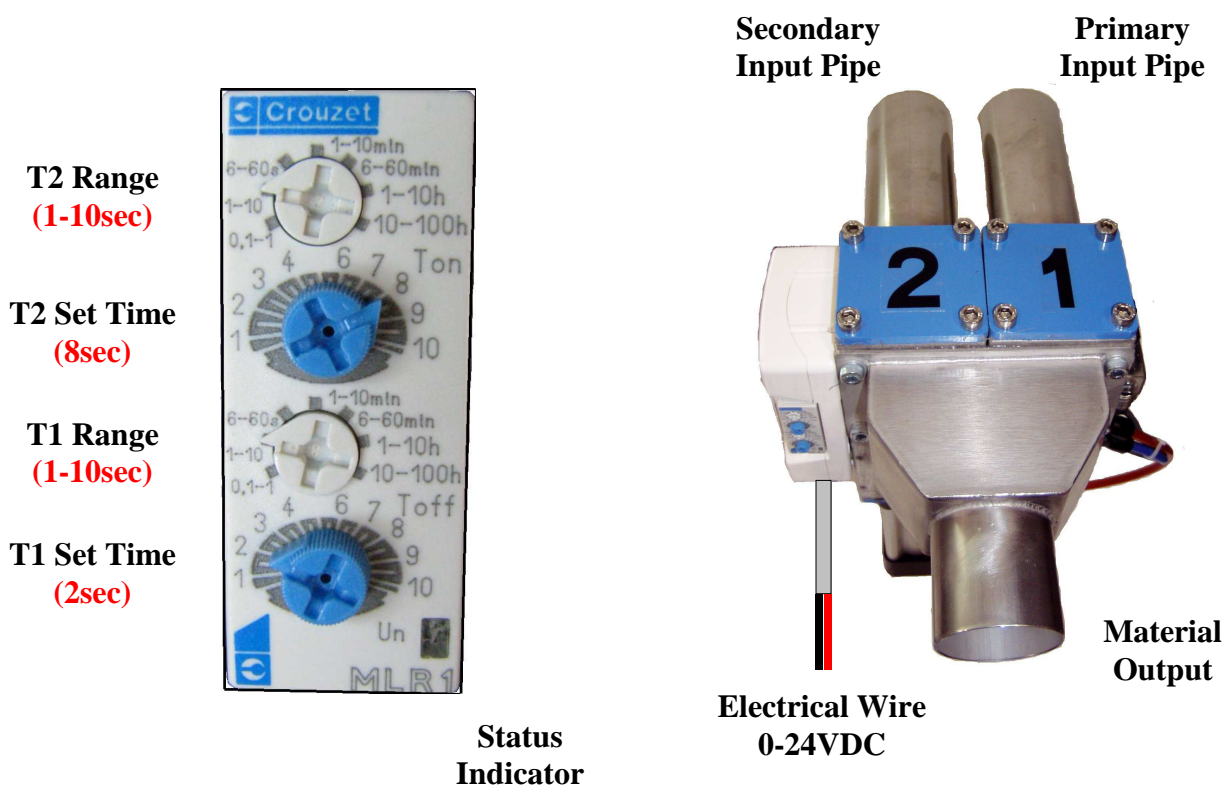 Secondary
Input Pipe
Primary
Input Pipe
Crouzet
1-10min
6-60s
6-60min
1-10
1-10h
0,1-1
10-100h
T2 Range
(1-10sec)
1 2 3 4 6 7 8 9 10
Ton
T2 Set Time
(8sec)
1-10min
6-60s
6-60min
1-10
1-10h
0,1-1
10-100h
T1 Range
(1-10sec)
1 2 3 4 6 7 8 9 10
Toff
T1 Set Time
(2sec)
Un
MLR1
2
1
Status
Indicator
Electrical Wire
0-24VDC
Material
Output